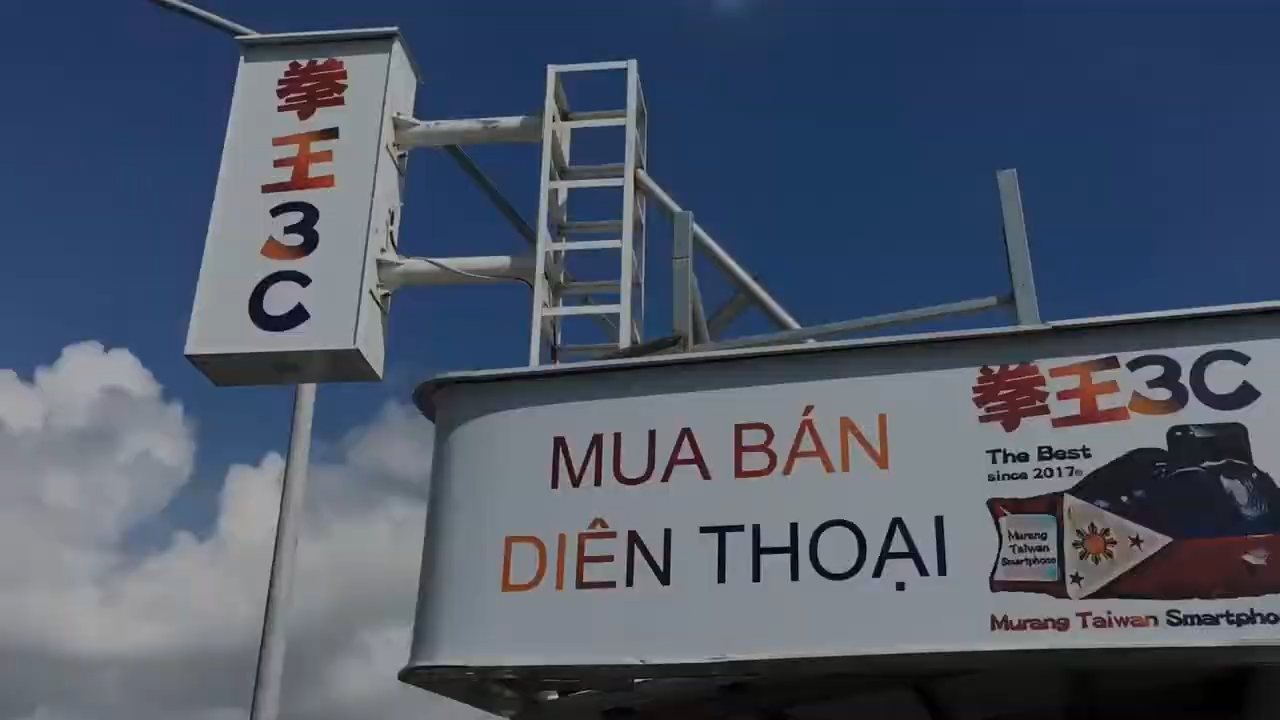 拳
王
3
C
MUA BÁN
DIÊN THOẠI
拳王3C
The Best
since 2017®
Murang
Taiwan
Smartphone
Murang Taiwan Smartpho